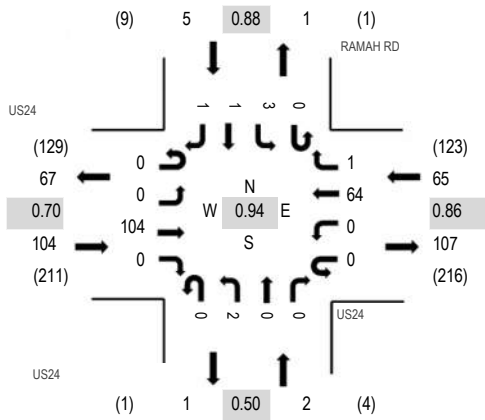 (9) 5 0.88 1 (1)
RAMAH RD
US24
1 1 3 0
(129) 0 1 (123)
67 0 N 64 65
0.70 W 0.94 E 0.86
104 104 S 0 107
(211) 0 0 (216)
0 2 0 0
US24
US24
(1) 1 0.50 2 (4)